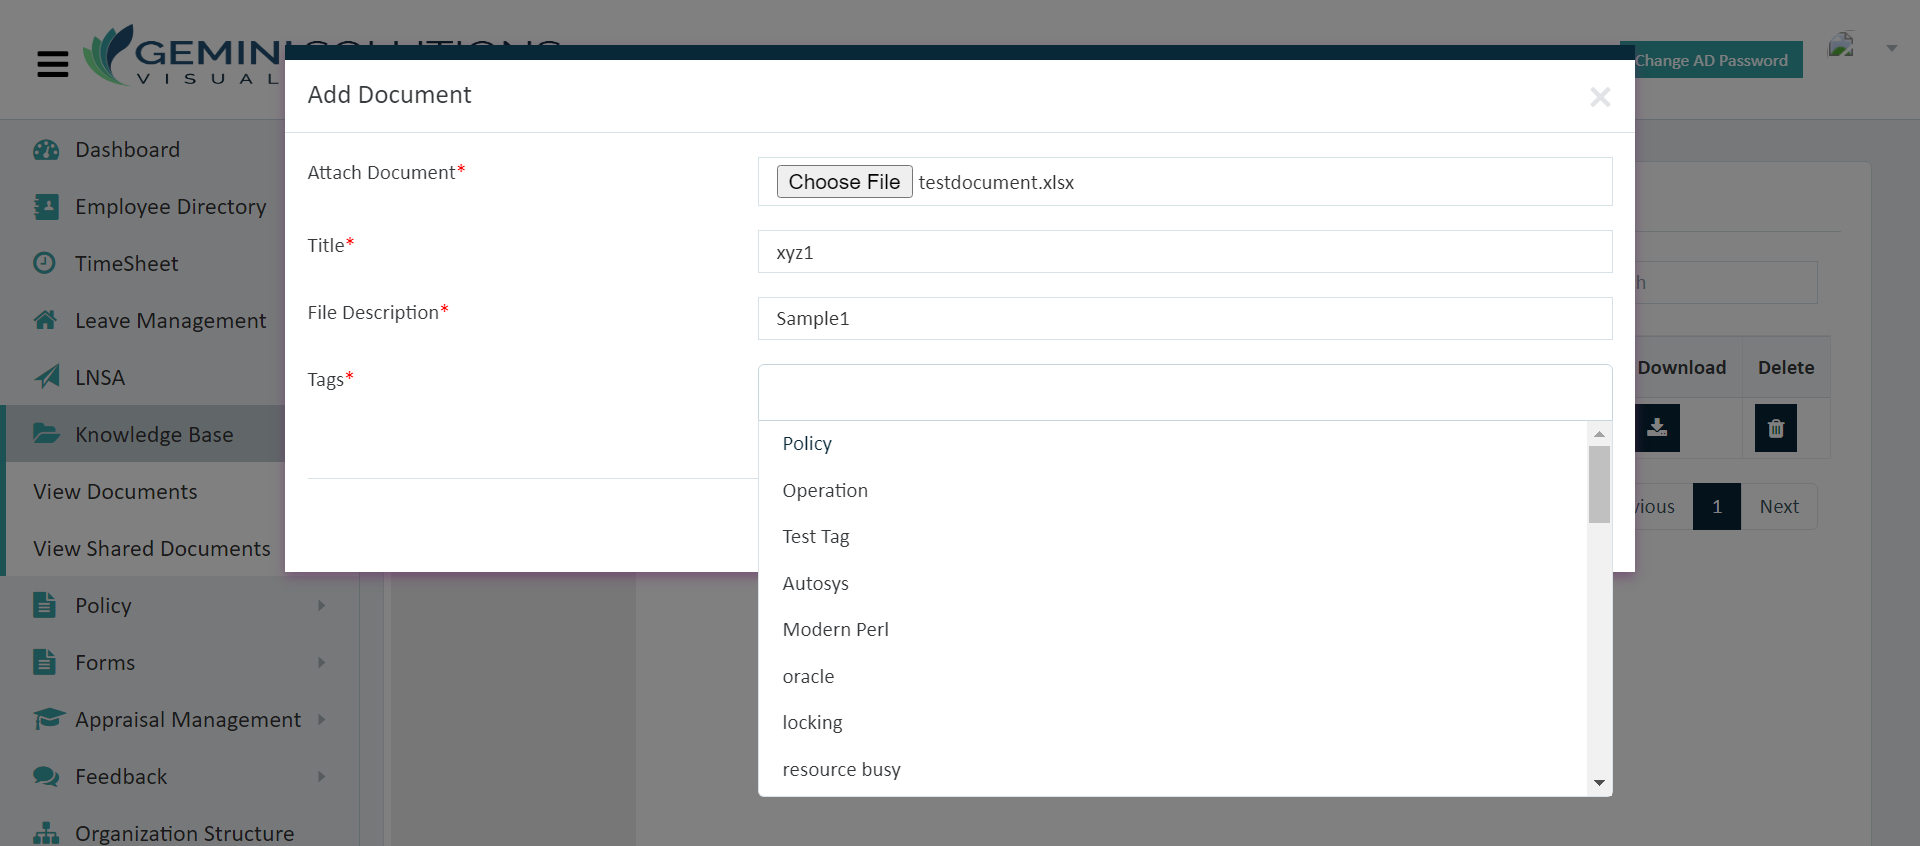 GEMINI SOLUTIONS
VISUAL
Change AD Password
Dashboard
Employee Directory
TimeSheet
Leave Management
LNSA
Knowledge Base
View Documents
View Shared Documents
Policy
Forms
Appraisal Management
Feedback
Organization Structure
Add Document
×
Attach Document*
Choose File testdocument.xlsx
Title*
xyz1
File Description*
Sample1
Tags*
Policy
Operation
Test Tag
Autosys
Modern Perl
oracle
locking
resource busy
Download Delete
1 Next